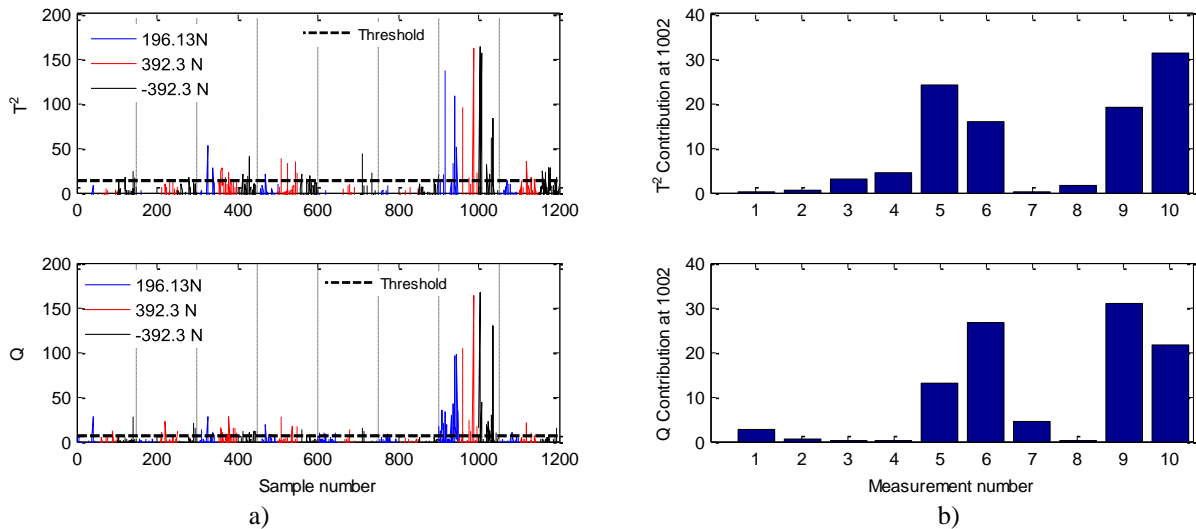 200
150
100
50
0
T²
196.13N
392.3 N
-392.3 N
Threshold
0 200 400 600 800 1000 1200
40
30
20
10
0
T² Contribution at 1002
1 2 3 4 5 6 7 8 9 10
200
150
100
50
0
Q
196.13N
392.3 N
-392.3 N
Threshold
0 200 400 600 800 1000 1200
Sample number
a)
40
30
20
10
0
Q Contribution at 1002
1 2 3 4 5 6 7 8 9 10
Measurement number
b)